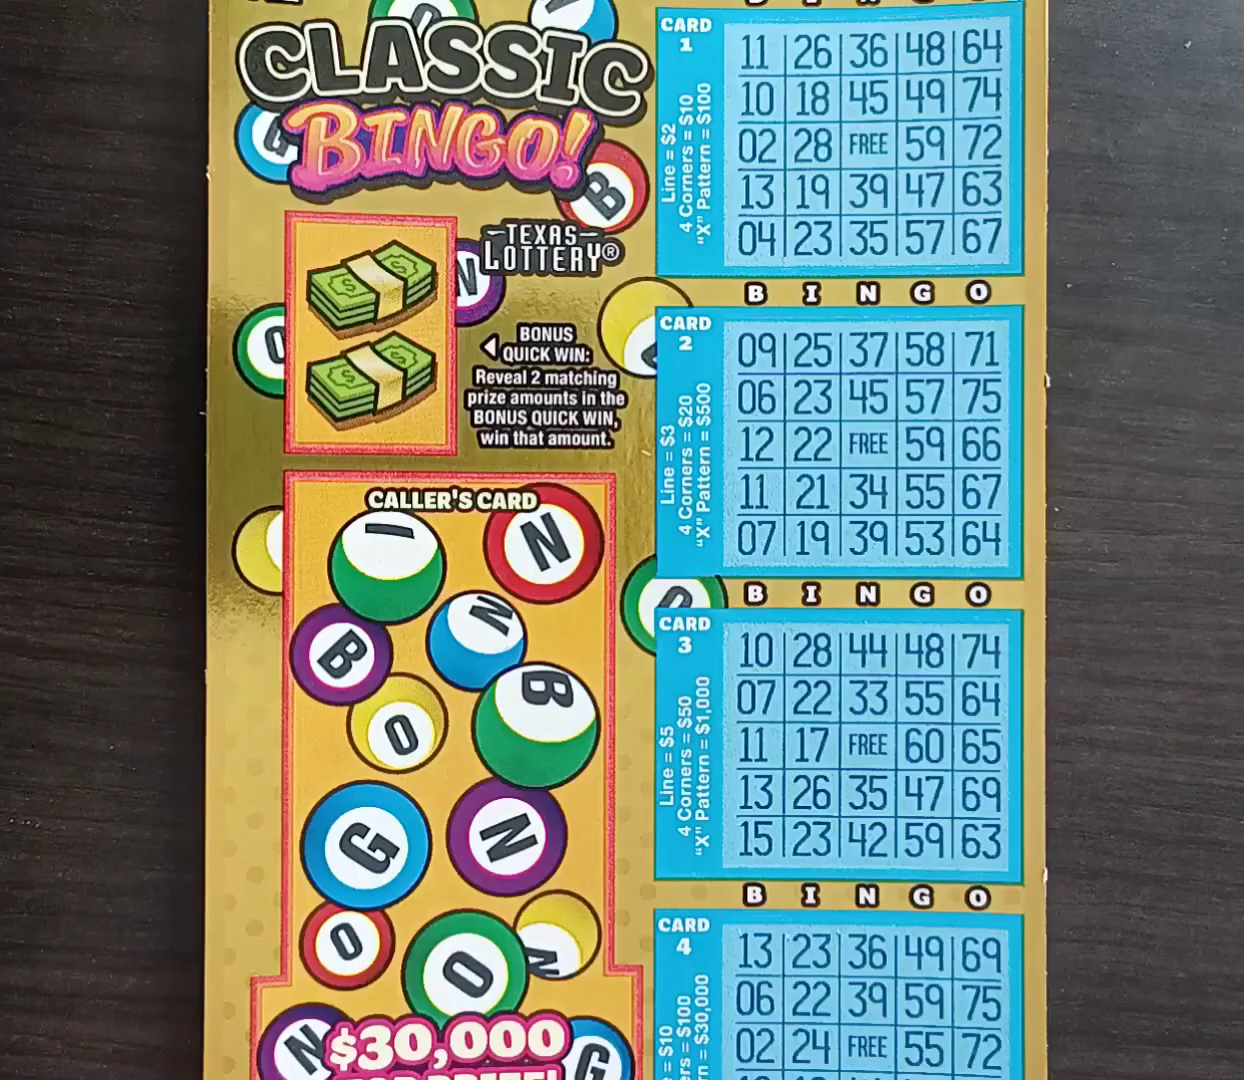 CLASSIC
BINGO!
TEXAS
LOTTERY®
BONUS
QUICK WIN:
Reveal 2 matching
prize amounts in the
BONUS QUICK WIN,
win that amount.
CALLER'S CARD
I
N
B
N
O
B
G
N
O
O
N
N
$30,000
G
CARD
1
Line = $2
4 Corners = $10
"X" Pattern = $100
11 26 36 48 64
10 18 45 49 74
02 28 FREE 59 72
13 19 39 47 63
04 23 35 57 67
B I N G O
CARD
2
Line = $3
4 Corners = $20
"X" Pattern = $500
09 25 37 58 71
06 23 45 57 75
12 22 FREE 59 66
11 21 34 55 67
07 19 39 53 64
B I N G O
CARD
3
Line = $5
4 Corners = $50
"X" Pattern = $1,000
10 28 44 48 74
07 22 33 55 64
11 17 FREE 60 65
13 26 35 47 69
15 23 42 59 63
B I N G O
CARD
4
= $10
= $100
= $30,000
13 23 36 49 69
06 22 39 59 75
02 24 FREE 55 72